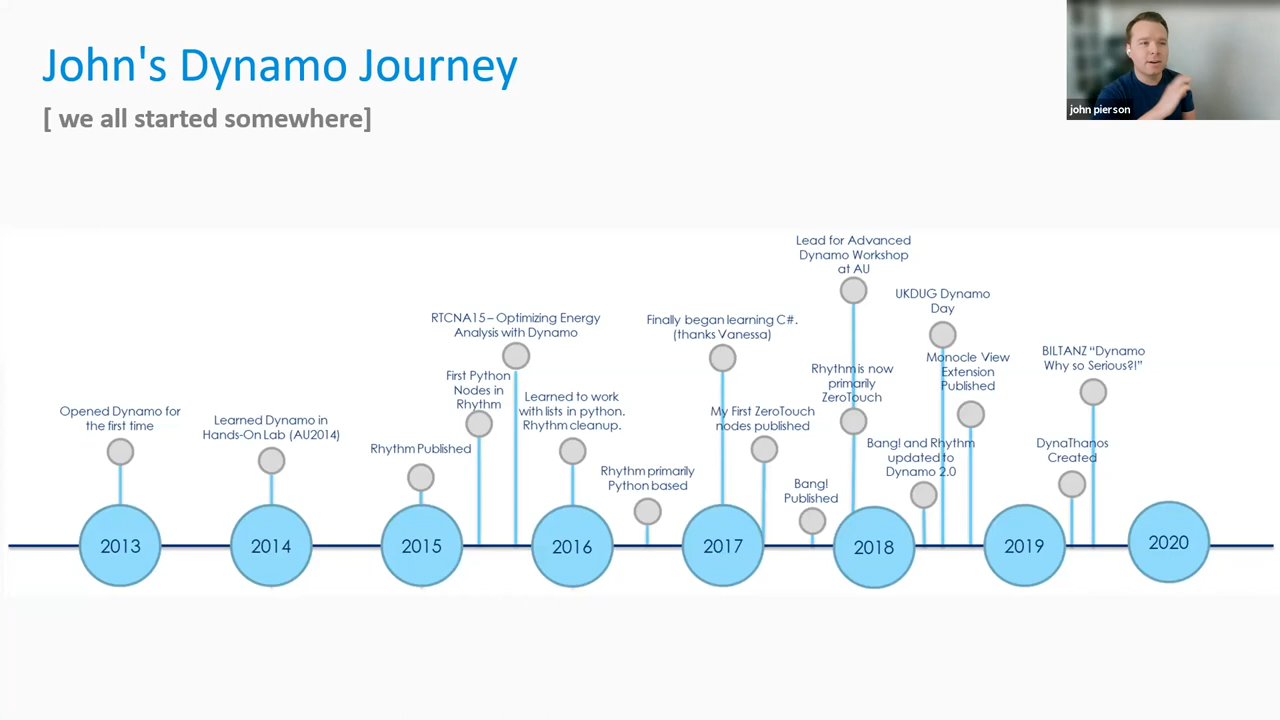 John's Dynamo Journey
[ we all started somewhere]
john pierson
Opened Dynamo for
the first time
Learned Dynamo in
Hands-On Lab (AU2014)
Rhythm Published
First Python
Nodes in
Rhythm
RTCNA15 – Optimizing Energy
Analysis with Dynamo
Learned to work
with lists in python.
Rhythm cleanup.
Rhythm primarily
Python based
Finally began learning C#.
(thanks Vanessa)
My First ZeroTouch
nodes published
Bang!
Published
Lead for Advanced
Dynamo Workshop
at AU
Rhythm is now
primarily
ZeroTouch
Bang! and Rhythm
updated to
Dynamo 2.0
UKDUG Dynamo
Day
Monocle View
Extension
Published
DynaThanos
Created
BILTANZ “Dynamo
Why so Serious?!”
2013
2014
2015
2016
2017
2018
2019
2020